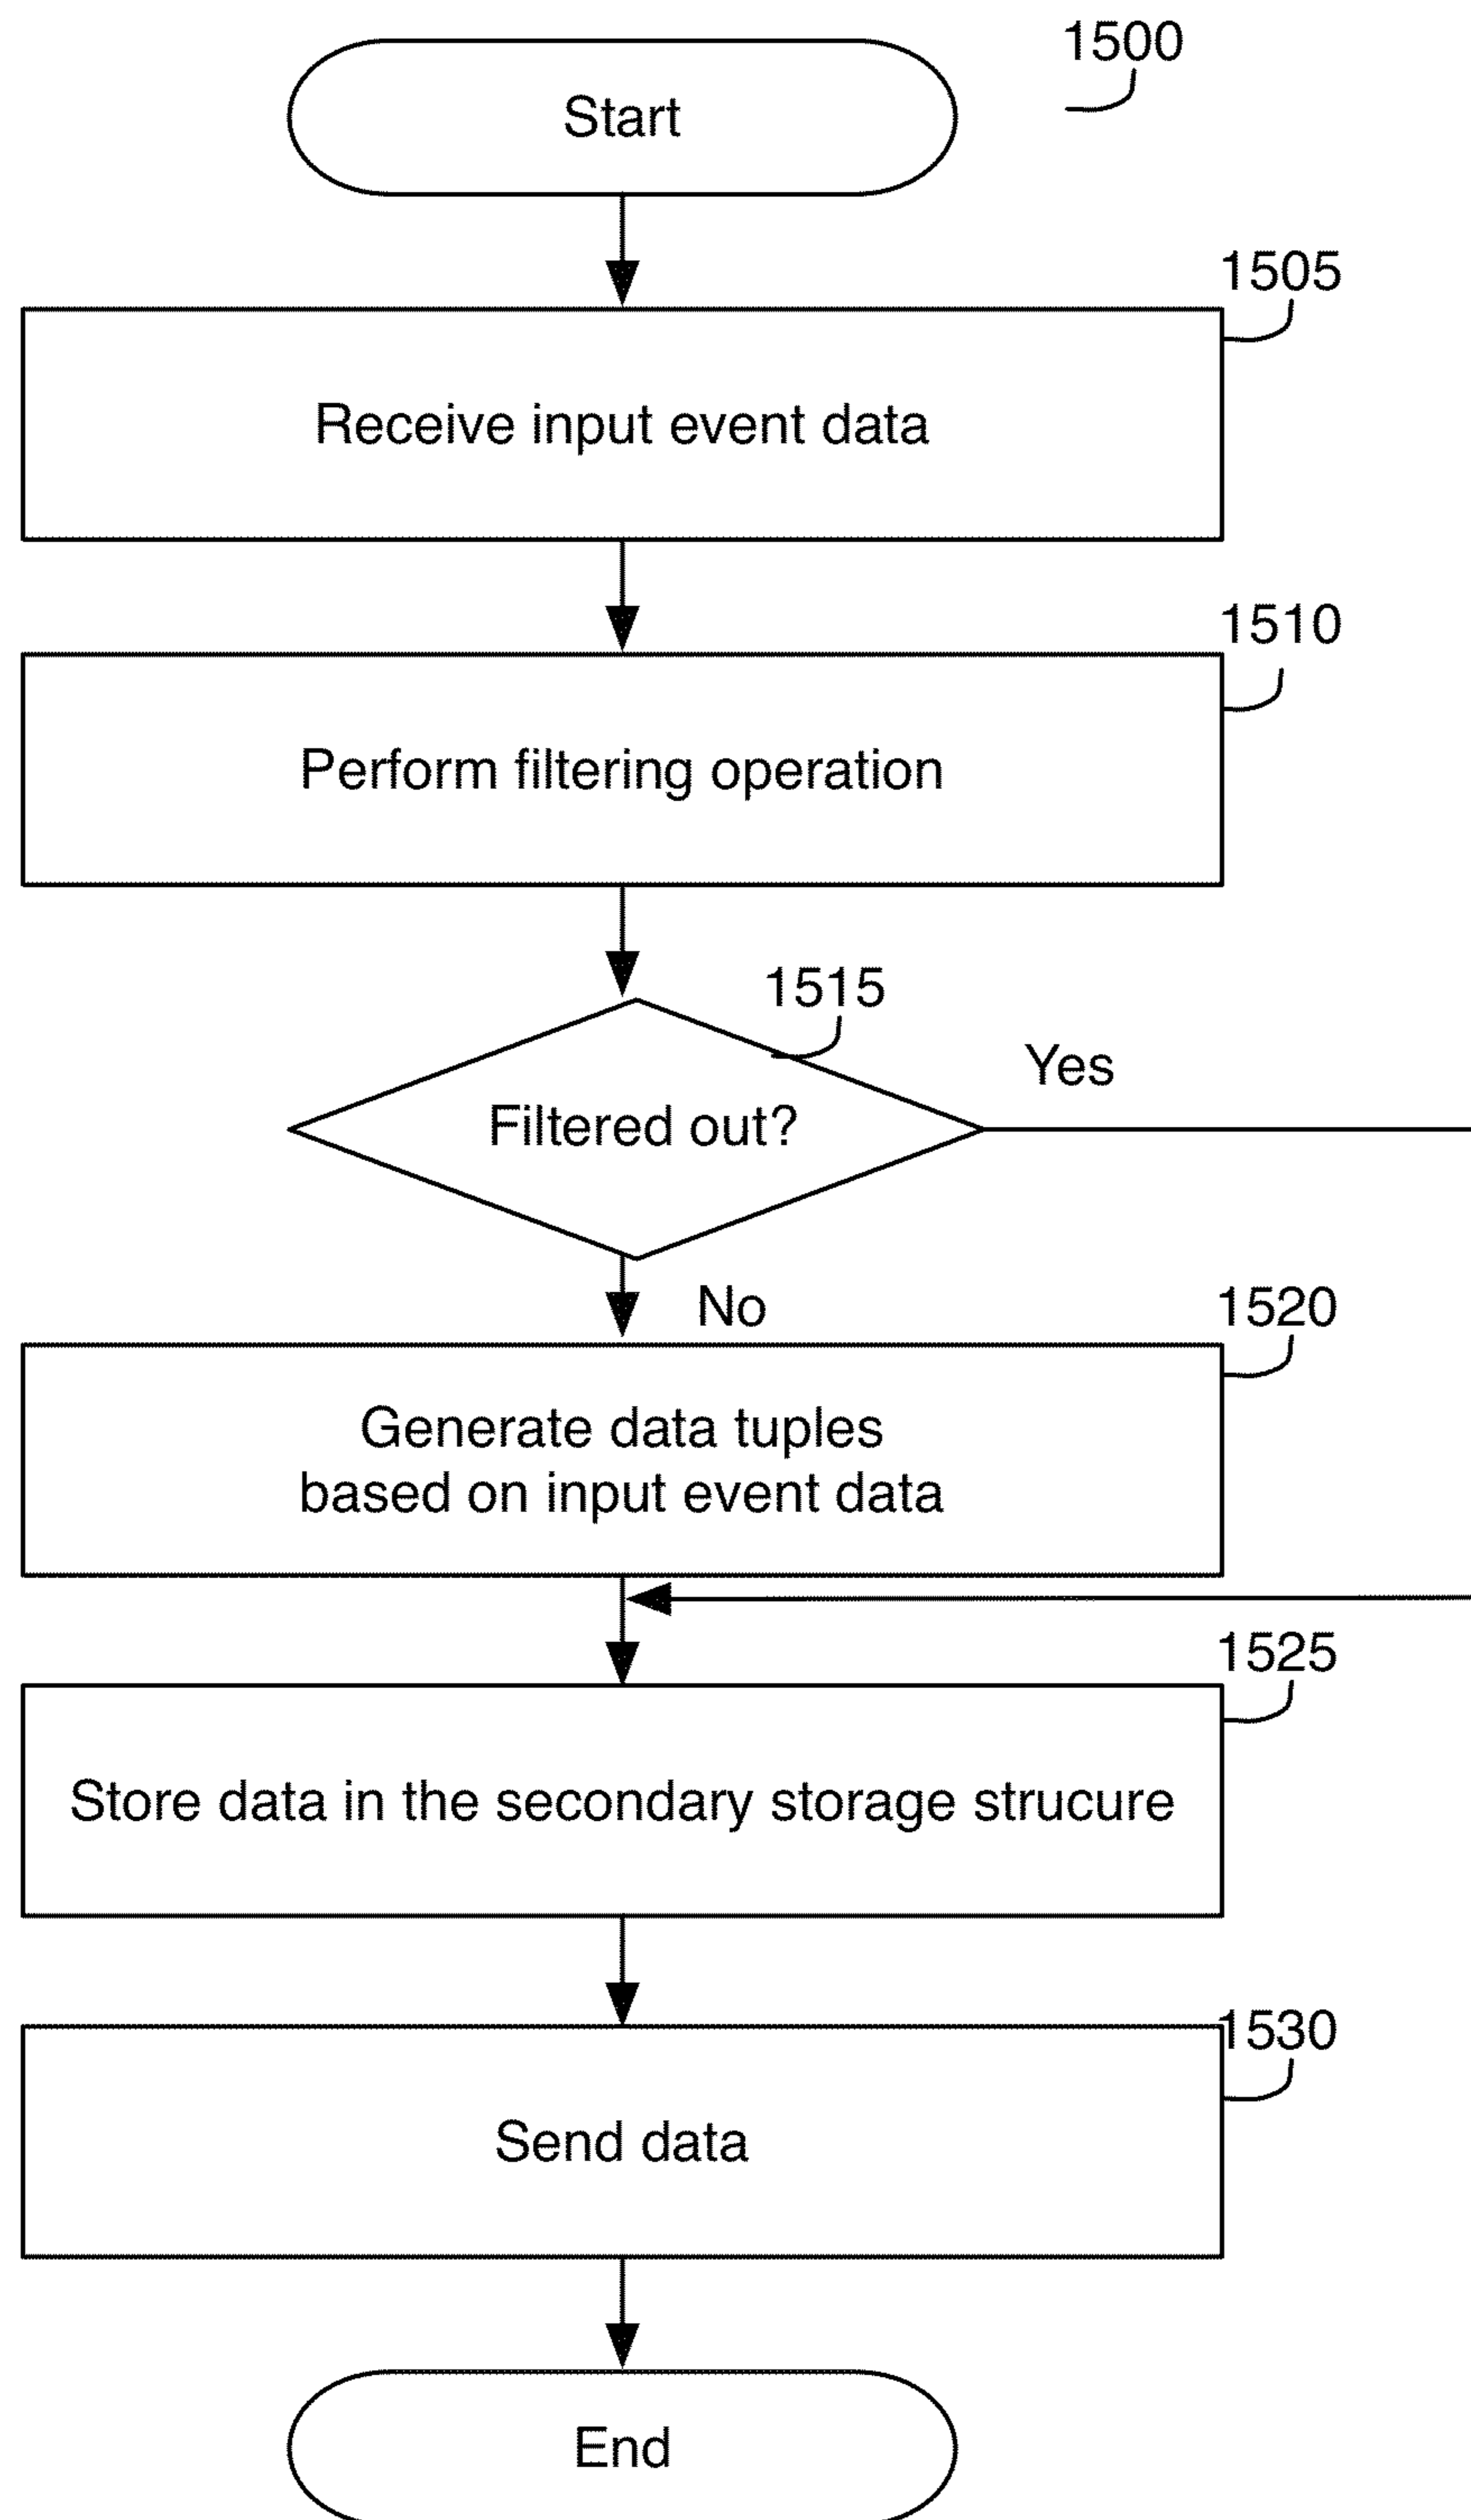 1500
Start
1505
Receive input event data
1510
Perform filtering operation
1515
Yes
Filtered out?
No
1520
Generate data tuples
based on input event data
1525
Store data in the secondary storage strucure
1530
Send data
End